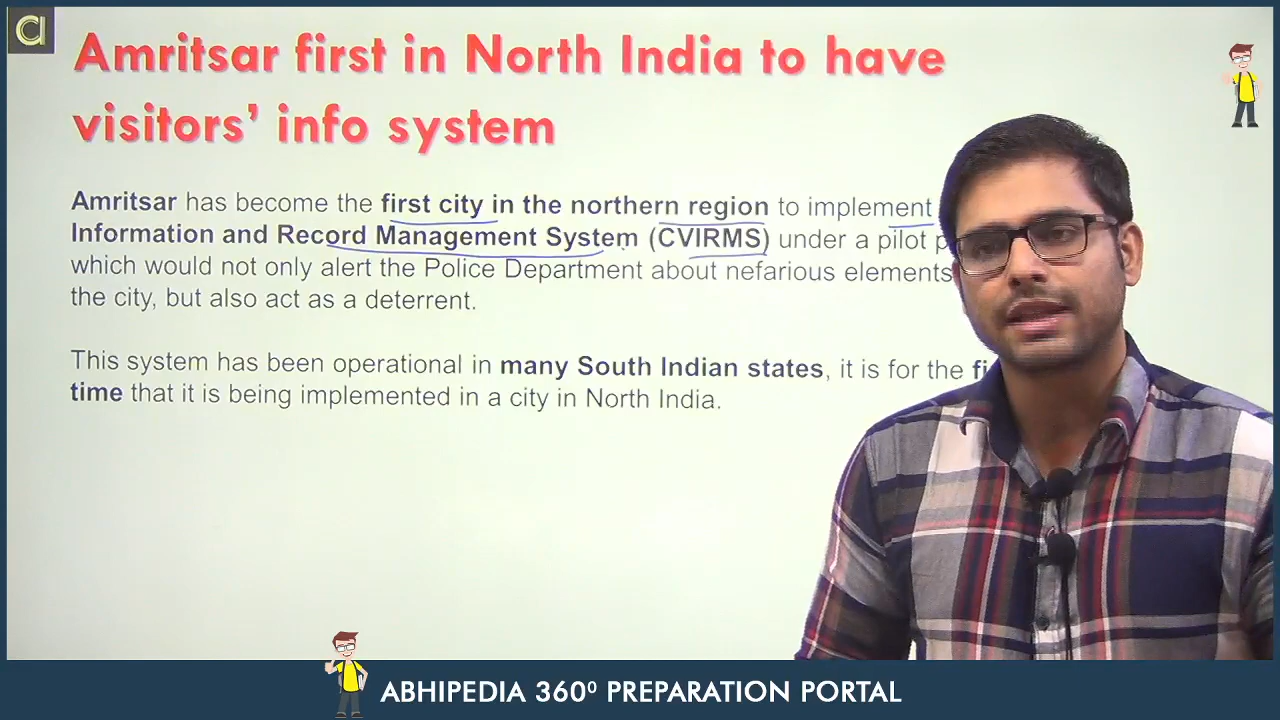 Amritsar first in North India to have
visitors' info system
Amritsar has become the first city in the northern region to implement
Information and Record Management System (CVIRMS) under a pilot
which would not only alert the Police Department about nefarious elements
the city, but also act as a deterrent.
This system has been operational in many South Indian states, it is for the
time that it is being implemented in a city in North India.
ABHIPEDIA 360⁰ PREPARATION PORTAL